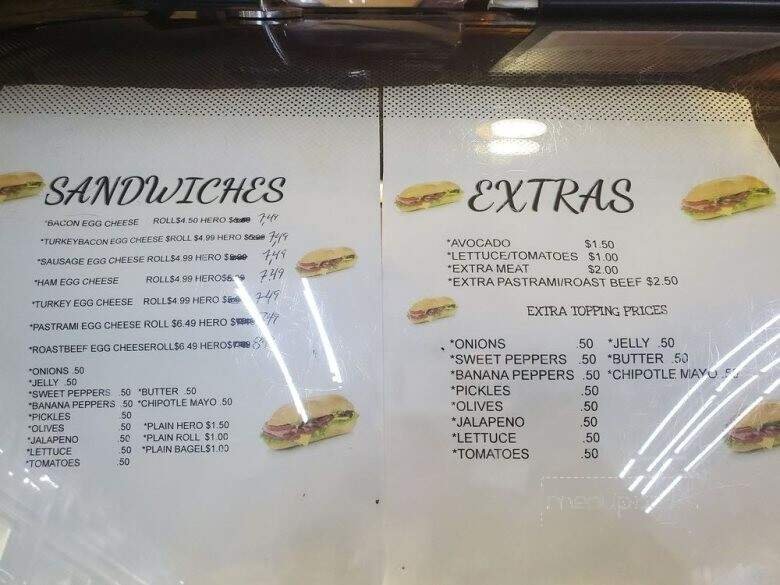 SANDWICHES
*BACON EGG CHEESE ROLL$4.50 HERO 7,49
*TURKEYBACON EGG CHEESE $ROLL $4.99 HERO 7,49
*SAUSAGE EGG CHEESE ROLL$4.99 HERO 7,49
*HAM EGG CHEESE ROLL$4.99 HERO 7.49
*TURKEY EGG CHEESE ROLL$4.99 HERO 7.49
*PASTRAMI EGG CHEESE ROLL $6.49 HERO
*ROASTBEEF EGG CHEESEROLL$6.49 HERO
*ONIONS .50
*JELLY .50
*SWEET PEPPERS .50 *BUTTER .50
*BANANA PEPPERS .50 *CHIPOTLE MAYO .50
*PICKLES .50
*OLIVES .50 *PLAIN HERO $1.50
*JALAPENO .50 *PLAIN ROLL $1.00
*LETTUCE .50 *PLAIN BAGEL$1.00
*TOMATOES .50
EXTRAS
*AVOCADO $1.50
*LETTUCE/TOMATOES $1.00
*EXTRA MEAT $2.00
*EXTRA PASTRAMI/ROAST BEEF $2.50
EXTRA TOPPING PRICES
*ONIONS .50 *JELLY .50
*SWEET PEPPERS .50 *BUTTER .50
*BANANA PEPPERS .50 *CHIPOTLE MAYO .50
*PICKLES .50
*OLIVES .50
*JALAPENO .50
*LETTUCE .50
*TOMATOES .50